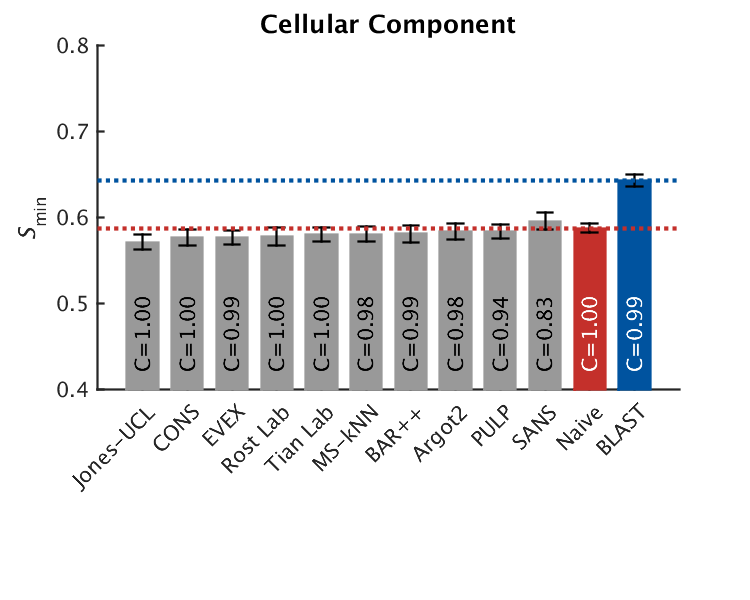 Cellular Component
0.8
0.7
0.6
0.5
0.4
Smin
C=1.00
C=1.00
C=0.99
C=1.00
C=1.00
C=0.98
C=0.99
C=0.98
C=0.94
C=0.83
C=1.00
C=0.99
Jones-UCL
CONS
EVEX
Rost Lab
Tian Lab
MS-kNN
BAR++
Argot2
PULP
SANS
Naive
BLAST